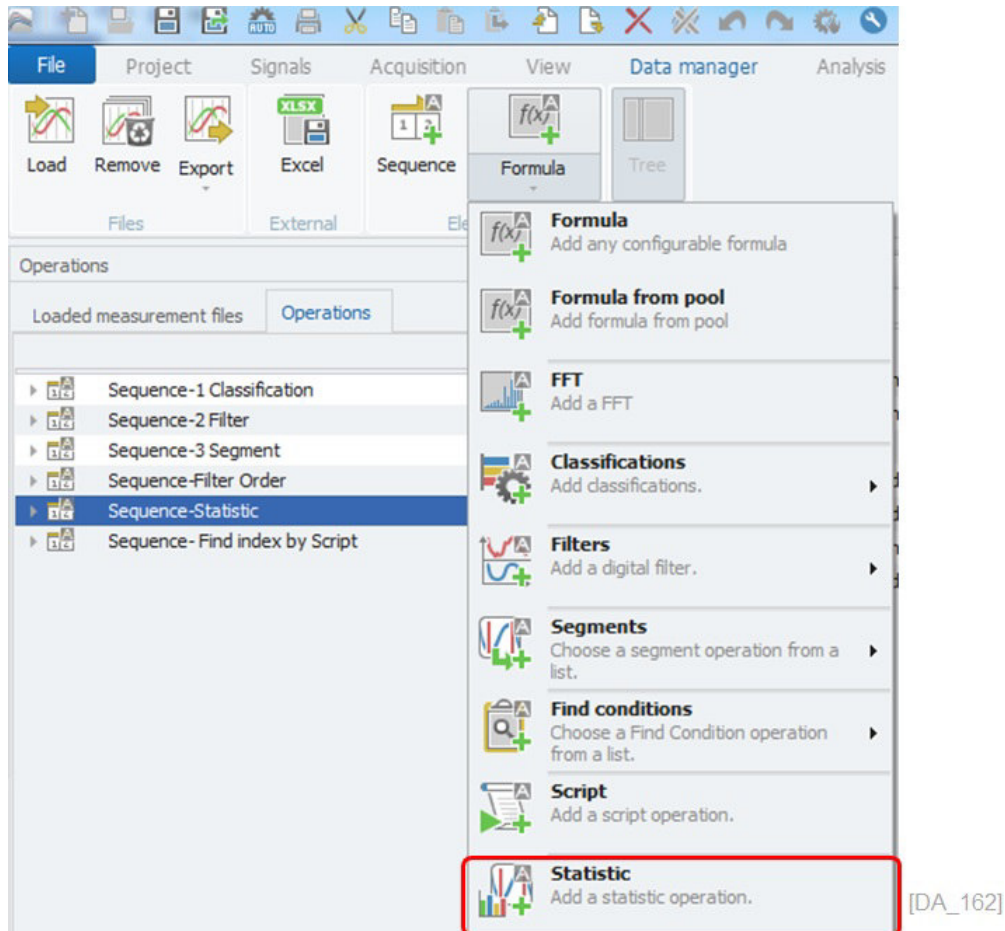 AUTO
File Project Signals Acquisition View Data manager Analysis
XLSX
Load Remove Export Excel Sequence Formula Tree
Files External Ele
Operations
Loaded measurement files Operations
Sequence-1 Classification
Sequence-2 Filter
Sequence-3 Segment
Sequence-Filter Order
Sequence-Statistic
Sequence- Find index by Script
Formula
Add any configurable formula
Formula from pool
Add formula from pool
FFT
Add a FFT
Classifications
Add classifications.
Filters
Add a digital filter.
Segments
Choose a segment operation from a
list.
Find conditions
Choose a Find Condition operation
from a list.
Script
Add a script operation.
Statistic
Add a statistic operation.
[DA_162]